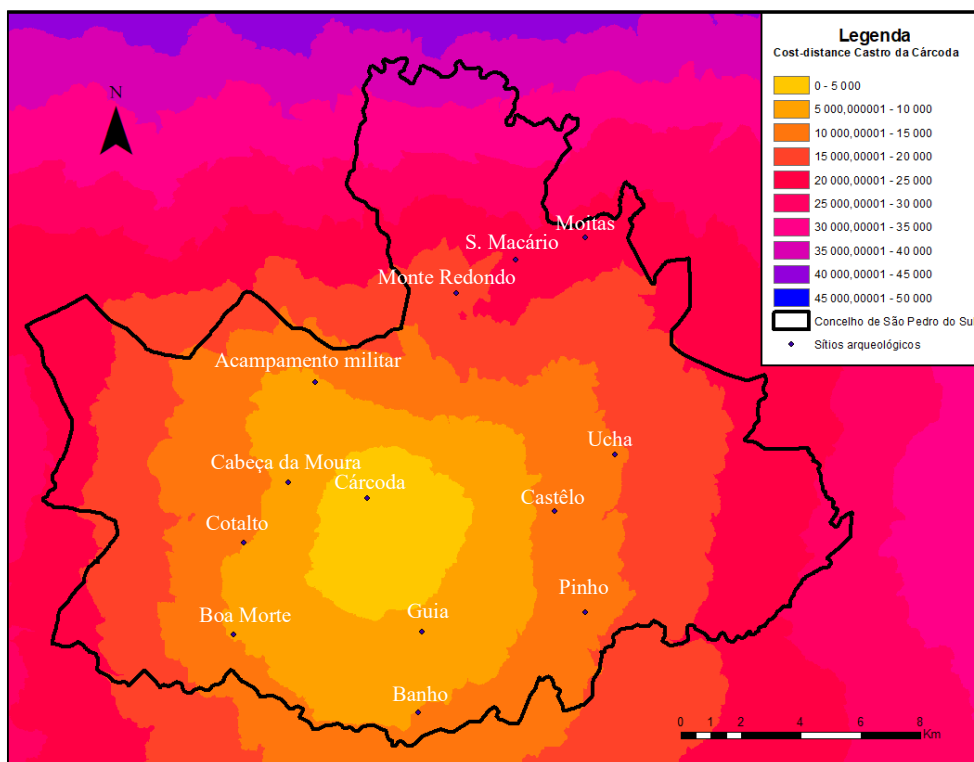 Legenda
Cost-distance Castro da Cárcoda
0 - 5 000
5 000,00001 - 10 000
10 000,00001 - 15 000
15 000,00001 - 20 000
20 000,00001 - 25 000
25 000,00001 - 30 000
30 000,00001 - 35 000
35 000,00001 - 40 000
40 000,00001 - 45 000
45 000,00001 - 50 000
Concelho de São Pedro do Sul
Sítios arqueológicos
N
Moitas
S. Macário
Monte Redondo
Acampamento militar
Ucha
Cabeça da Moura
Cárcoda
Castêlo
Cotalto
Pinho
Boa Morte
Guia
Banho
0 1 2 4 6 8
Km